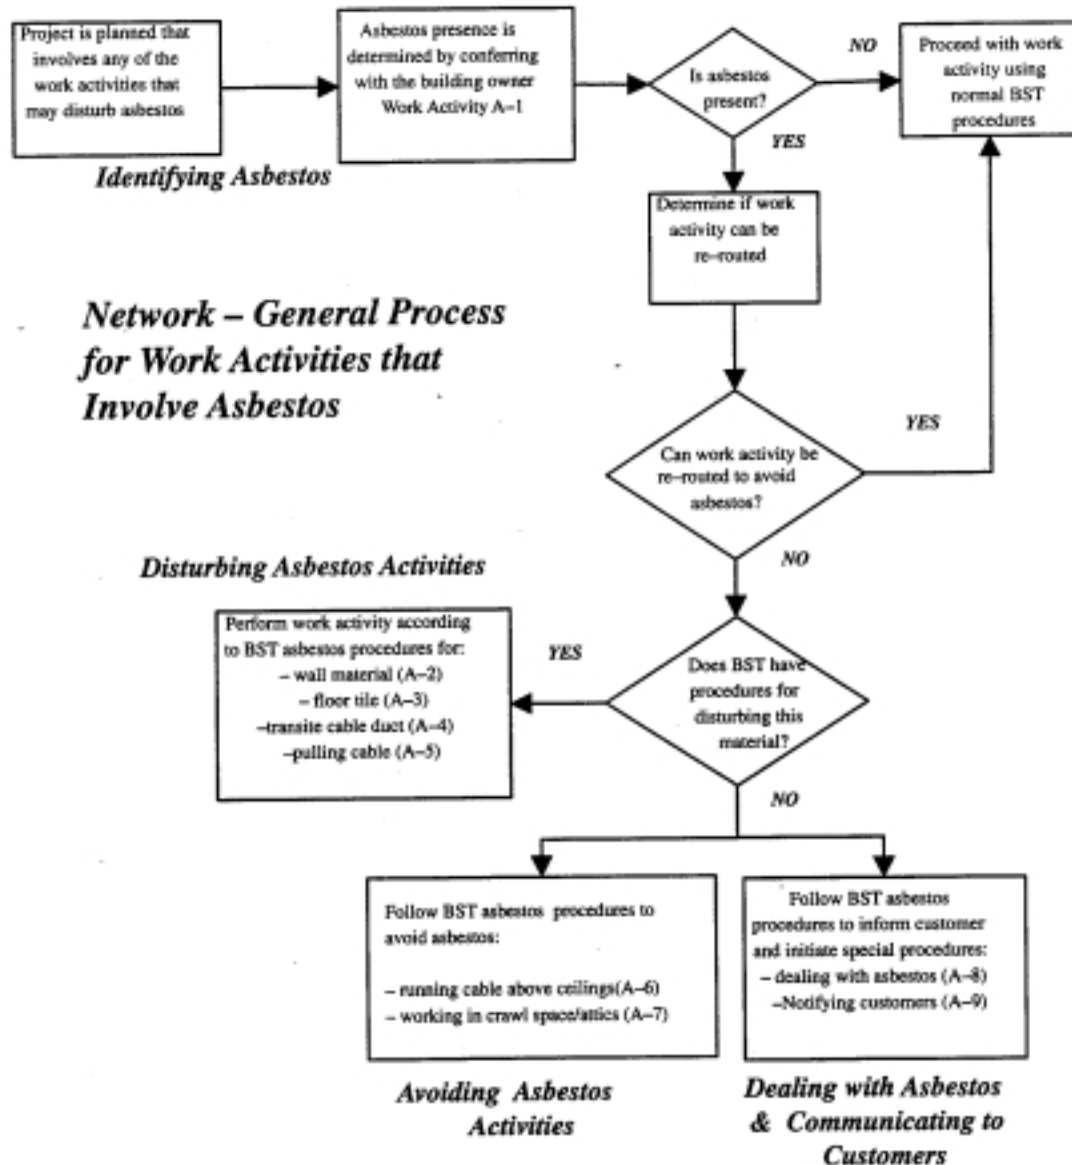 Project is planned that
involves any of the
work activities that
may disturb asbestos
Asbestos presence is
determined by conferring
with the building owner
Work Activity A–1
Is asbestos
present?
NO
Proceed with work
activity using
normal BST
procedures
YES
Identifying Asbestos
Determine if work
activity can be
re–routed
Network – General Process
for Work Activities that
Involve Asbestos
YES
Can work activity be
re–routed to avoid
asbestos?
NO
Disturbing Asbestos Activities
Perform work activity according
to BST asbestos procedures for:
– wall material (A–2)
– floor tile (A–3)
–transite cable duct (A–4)
–pulling cable (A–5)
YES
Does BST have
procedures for
disturbing this
material?
NO
Follow BST asbestos procedures to
avoid asbestos:
– running cable above ceilings(A–6)
– working in crawl space/attics (A–7)
Follow BST asbestos
procedures to inform customer
and initiate special procedures:
– dealing with asbestos (A–8)
–Notifying customers (A–9)
Avoiding Asbestos
Activities
Dealing with Asbestos
& Communicating to
Customers